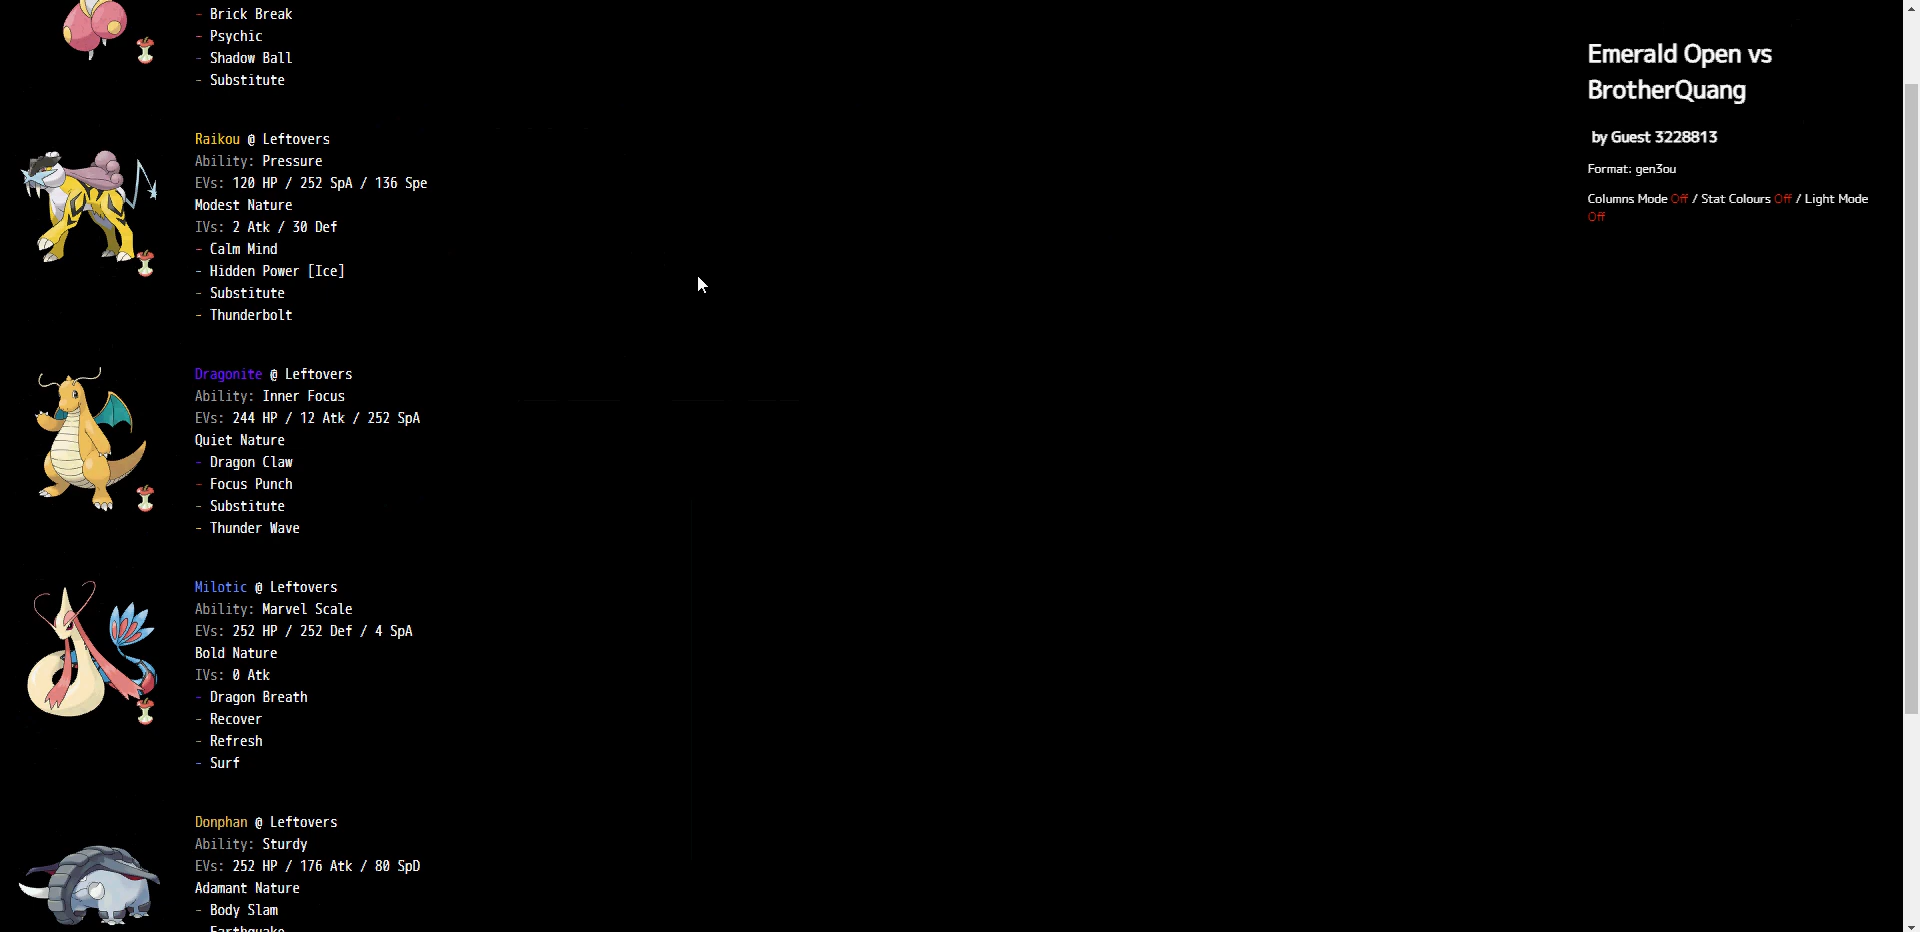 - Brick Break
- Psychic
- Shadow Ball
- Substitute
Raikou @ Leftovers
Ability: Pressure
EVs: 120 HP / 252 SpA / 136 Spe
Modest Nature
IVs: 2 Atk / 30 Def
- Calm Mind
- Hidden Power [Ice]
- Substitute
- Thunderbolt
Dragonite @ Leftovers
Ability: Inner Focus
EVs: 244 HP / 12 Atk / 252 SpA
Quiet Nature
- Dragon Claw
- Focus Punch
- Substitute
- Thunder Wave
Milotic @ Leftovers
Ability: Marvel Scale
EVs: 252 HP / 252 Def / 4 SpA
Bold Nature
IVs: 0 Atk
- Dragon Breath
- Recover
- Refresh
- Surf
Donphan @ Leftovers
Ability: Sturdy
EVs: 252 HP / 176 Atk / 80 SpD
Adamant Nature
- Body Slam
- Earthquake
Emerald Open vs
BrotherQuang
by Guest 3228813
Format: gen3ou
Columns Mode Off / Stat Colours Off / Light Mode
Off